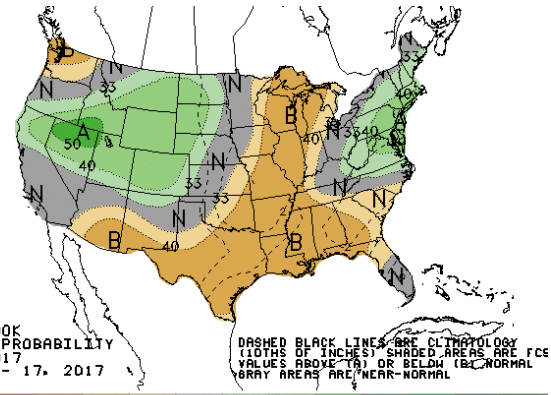 B
N
33
N
33
N
N
B
40
40
N
33
40
A
A
50
40
N
33
N
N
33
N
N
B
40
N
B
N
OK
PROBABILITY
17
- 17, 2017
DASHED BLACK LINES ARE CLIMATOLOGY
(10THS OF INCHES) SHADED AREAS ARE FCS
VALUES ABOVE (A) OR BELOW (B) NORMAL
GRAY AREAS ARE NEAR-NORMAL